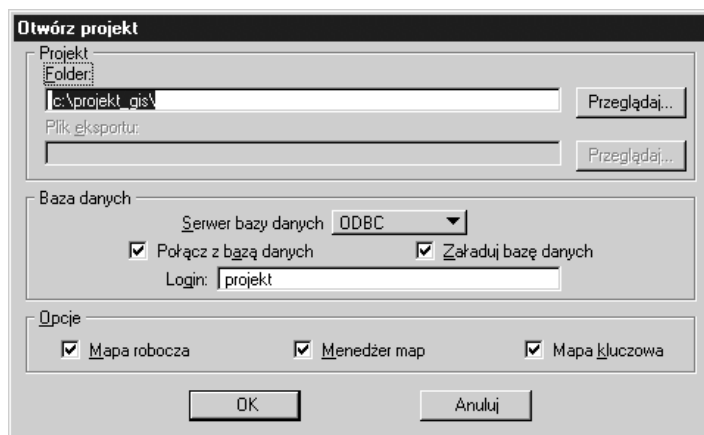 Otwórz projekt
Projekt
Folder:
c:\projekt_gis\
Przeglądaj...
Plik eksportu:
Przeglądaj...
Baza danych
Serwer bazy danych ODBC
Połącz z bazą danych
Załaduj bazę danych
Login: projekt
Opcje
Mapa robocza
Menedżer map
Mapa kluczowa
OK
Anuluj